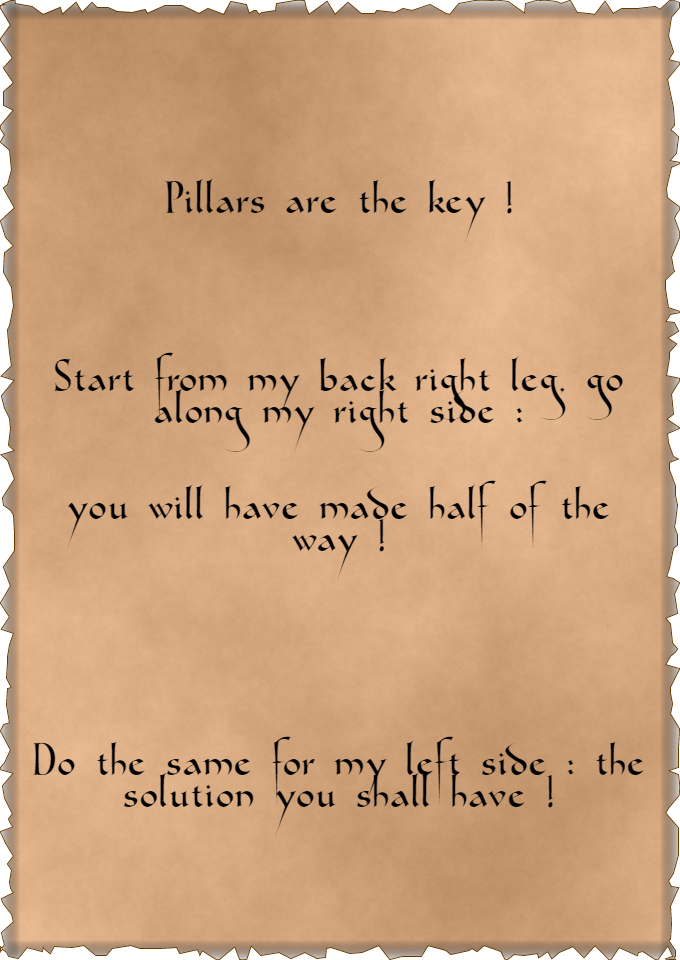 Pillars are the key !
Start from my back right leg. go
along my right side :
you will have made half of the
way !
Do the same for my left side : the
solution you shall have !